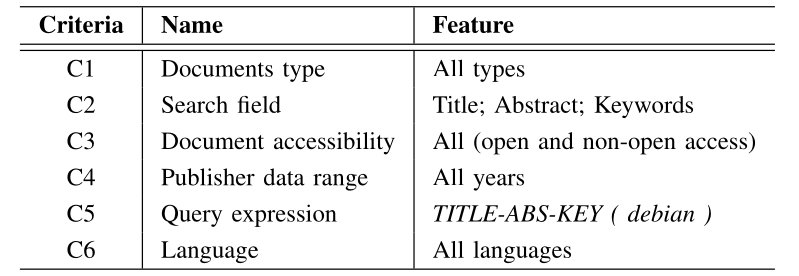 Criteria Name Feature
C1 Documents type All types
C2 Search field Title; Abstract; Keywords
C3 Document accessibility All (open and non-open access)
C4 Publisher data range All years
C5 Query expression TITLE-ABS-KEY ( debian )
C6 Language All languages